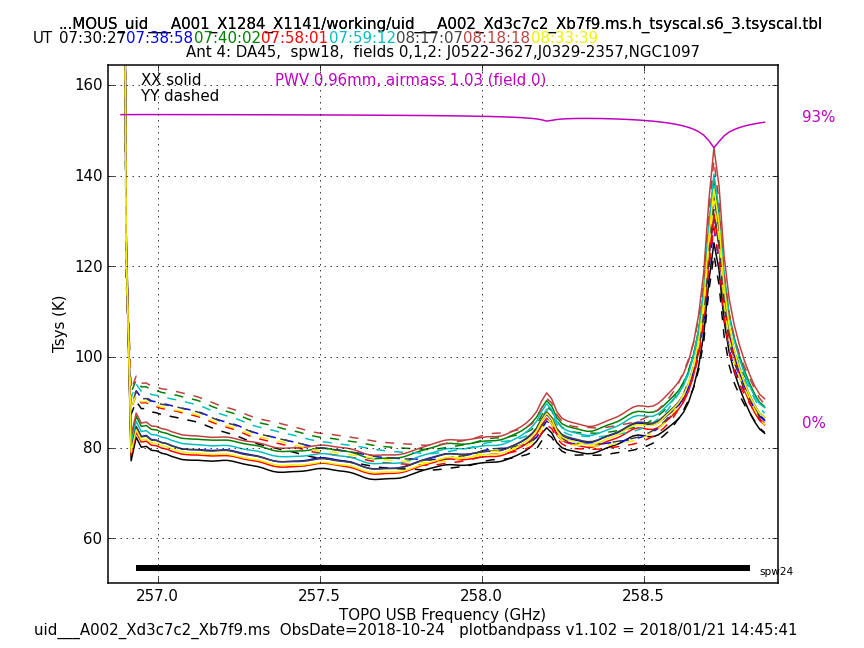 ...MOUS_uid___A001_X1284_X1141/working/uid___A002_Xd3c7c2_Xb7f9.ms.h_tsyscal.s6_3.tsyscal.tbl
UT 07:30:27 07:38:58 07:40:02 07:58:01 07:59:12 08:17:07 08:18:18 08:33:39
Ant 4: DA45, spw18, fields 0,1,2: J0522-3627,J0329-2357,NGC1097
XX solid
PWV 0.96mm, airmass 1.03 (field 0)
YY dashed
160
140
120
100
80
60
Tsys (K)
93%
0%
spw24
257.0 257.5 258.0 258.5
TOPO USB Frequency (GHz)
uid___A002_Xd3c7c2_Xb7f9.ms ObsDate=2018-10-24 plotbandpass v1.102 = 2018/01/21 14:45:41